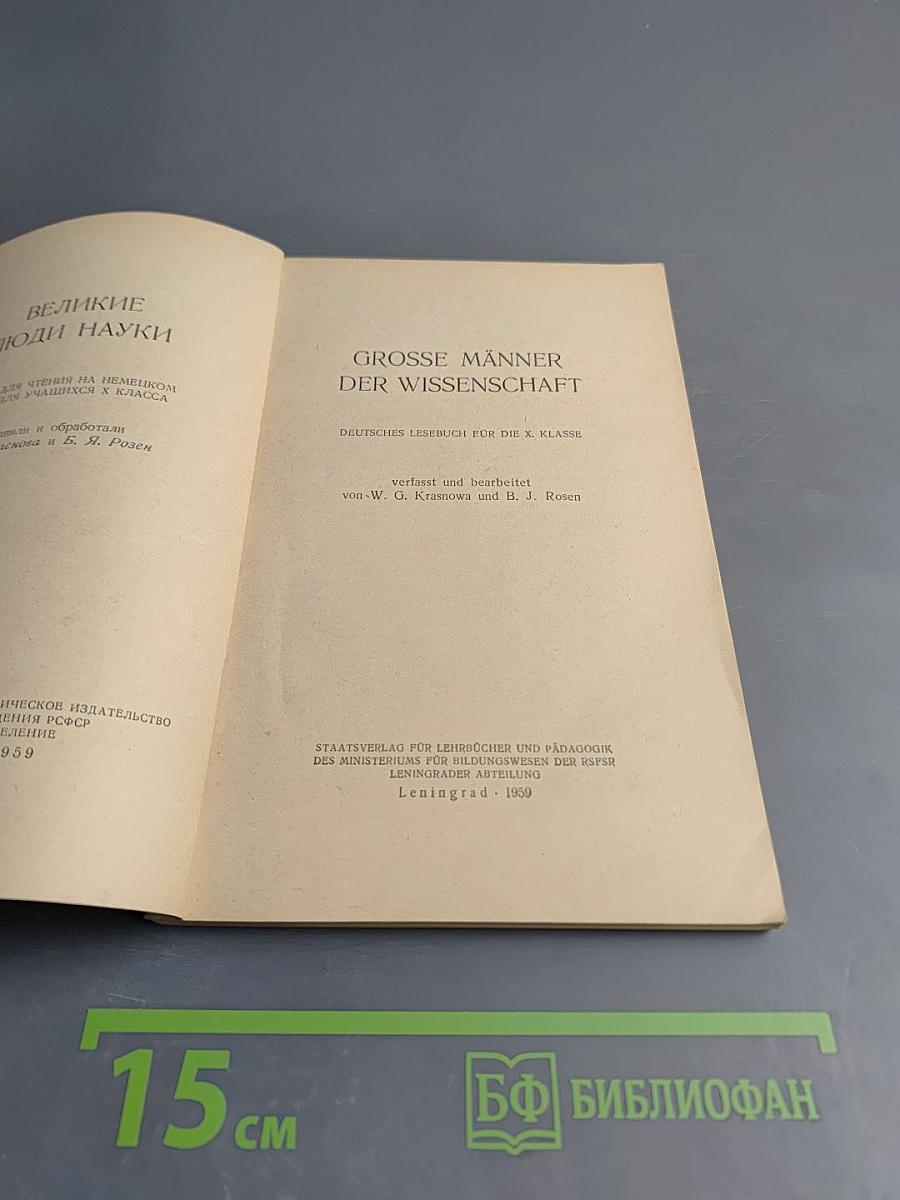 ВЕЛИКИЕ
ЛЮДИ НАУКИ
ДЛЯ ЧТЕНИЯ НА НЕМЕЦКОМ
ДЛЯ УЧАЩИХСЯ X КЛАССА
и обработали
и Б. Я. Розен
ИЗДАТЕЛЬСТВО
РСФСР
1959
GROSSE MÄNNER
DER WISSENSCHAFT
DEUTSCHES LESEBUCH FÜR DIE X. KLASSE
verfasst und bearbeitet
von W. G. Krasnowa und B. J. Rosen
STAATSVERLAG FÜR LEHRBÜCHER UND PÄDAGOGIK
DES MINISTERIUMS FÜR BILDUNGSWESEN DER RSFSR
LENINGRADER ABTEILUNG
Leningrad · 1959
15 см
БФ БИБЛИОФАН